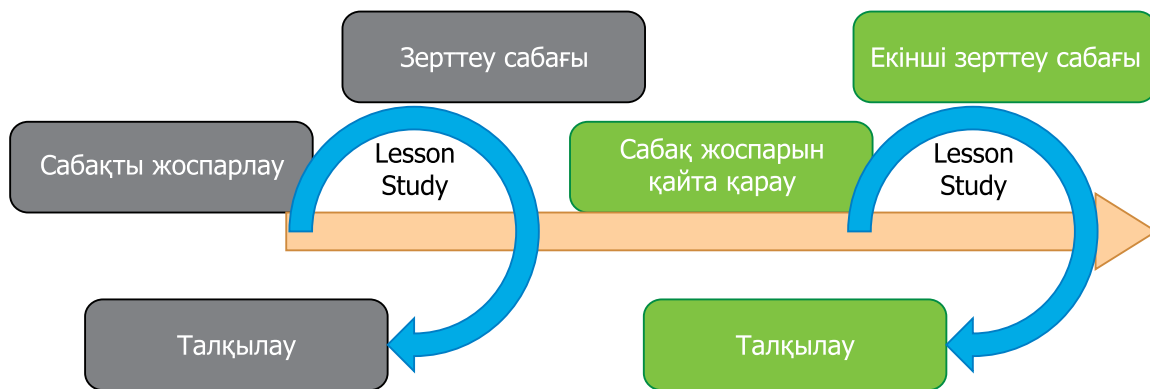 Зерттеу сабағы
Екінші зерттеу сабағы
Сабақты жоспарлау
Lesson
Study
Сабақ жоспарын
қайта қарау
Lesson
Study
Талқылау
Талқылау